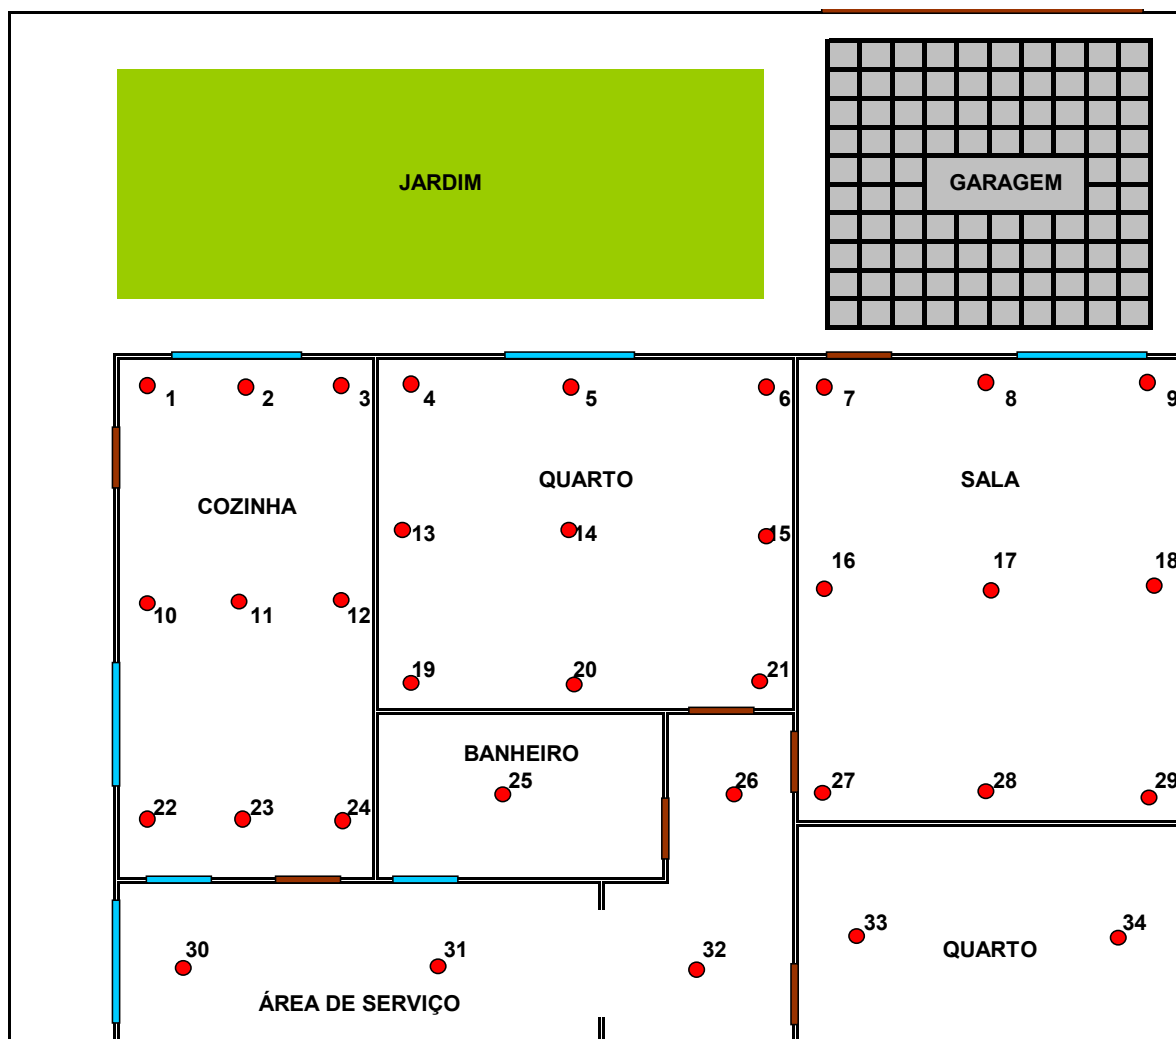 JARDIM
GARAGEM
1 2 3 4 5 6 7 8 9
QUARTO
SALA
COZINHA
13 14 15
16 17 18
10 11 12
19 20 21
BANHEIRO
25 26
27 28 29
22 23 24
33 34
30 31 32
QUARTO
ÁREA DE SERVIÇO